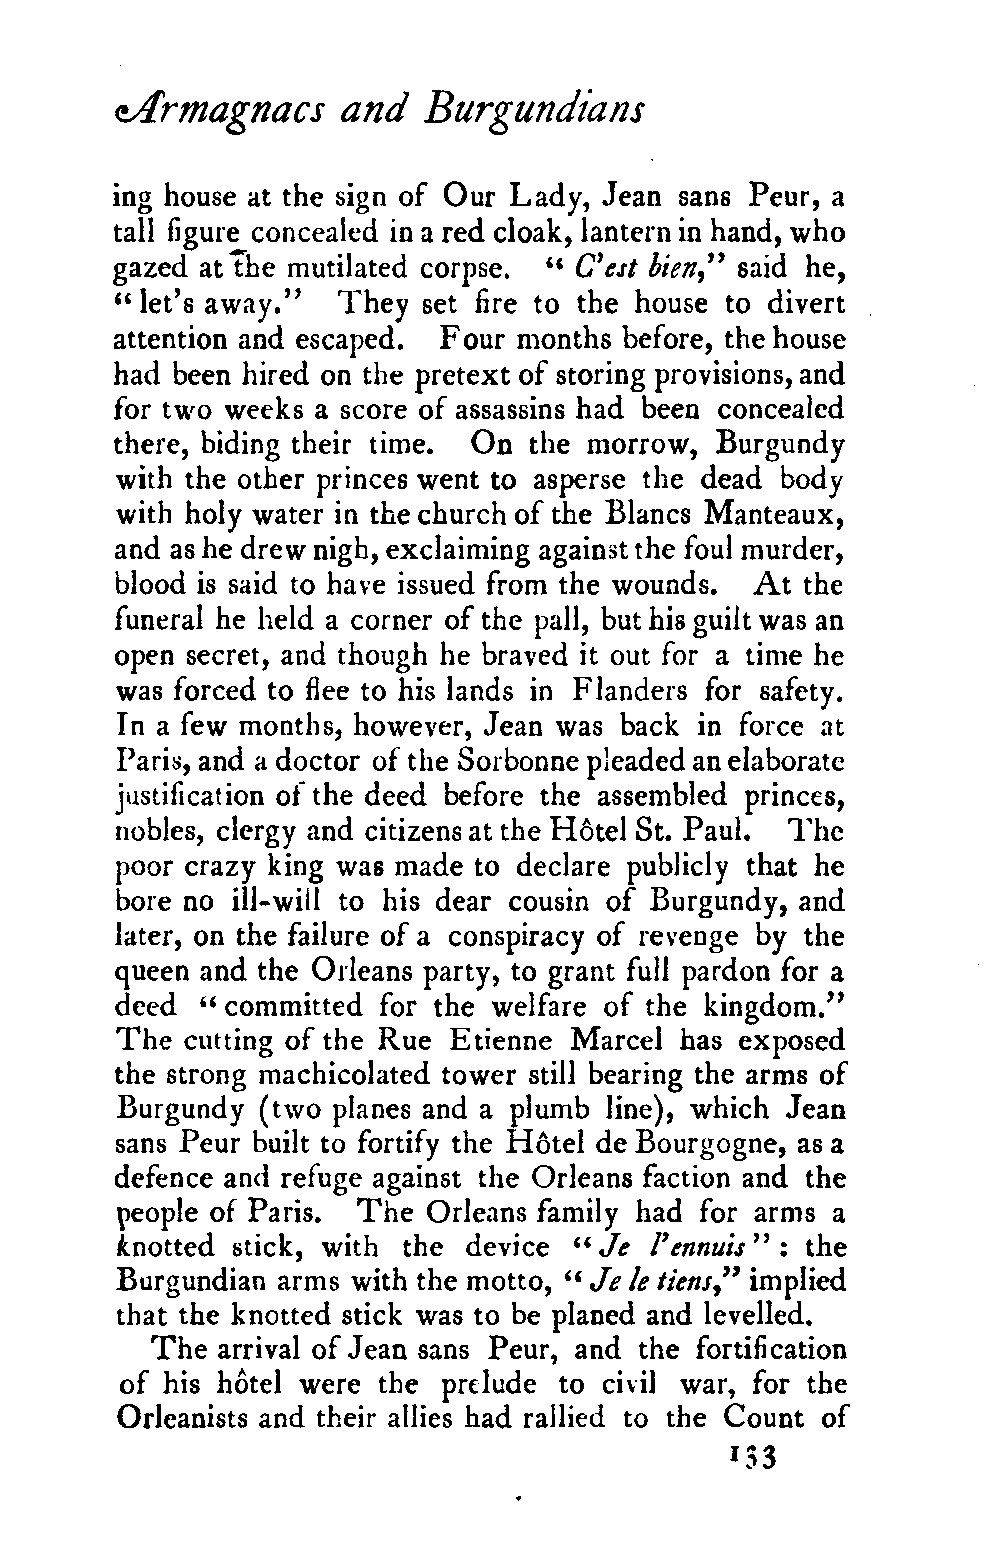 Armagnacs and Burgundians
ing house at the sign of Our Lady, Jean sans Peur, a
tall figure concealed in a red cloak, lantern in hand, who
gazed at the mutilated corpse. "C'est bien," said he,
"let's away." They set fire to the house to divert
attention and escaped. Four months before, the house
had been hired on the pretext of storing provisions, and
for two weeks a score of assassins had been concealed
there, biding their time. On the morrow, Burgundy
with the other princes went to asperse the dead body
with holy water in the church of the Blancs Manteaux,
and as he drew nigh, exclaiming against the foul murder,
blood is said to have issued from the wounds. At the
funeral he held a corner of the pall, but his guilt was an
open secret, and though he braved it out for a time he
was forced to flee to his lands in Flanders for safety.
In a few months, however, Jean was back in force at
Paris, and a doctor of the Sorbonne pleaded an elaborate
justification of the deed before the assembled princes,
nobles, clergy and citizens at the Hôtel St. Paul. The
poor crazy king was made to declare publicly that he
bore no ill-will to his dear cousin of Burgundy, and
later, on the failure of a conspiracy of revenge by the
queen and the Orleans party, to grant full pardon for a
deed "committed for the welfare of the kingdom."
The cutting of the Rue Etienne Marcel has exposed
the strong machicolated tower still bearing the arms of
Burgundy (two planes and a plumb line), which Jean
sans Peur built to fortify the Hôtel de Bourgogne, as a
defence and refuge against the Orleans faction and the
people of Paris. The Orleans family had for arms a
knotted stick, with the device "Je l'ennuis": the
Burgundian arms with the motto, "Je le tiens," implied
that the knotted stick was to be planed and levelled.
The arrival of Jean sans Peur, and the fortification
of his hôtel were the prelude to civil war, for the
Orleanists and their allies had rallied to the Count of
133